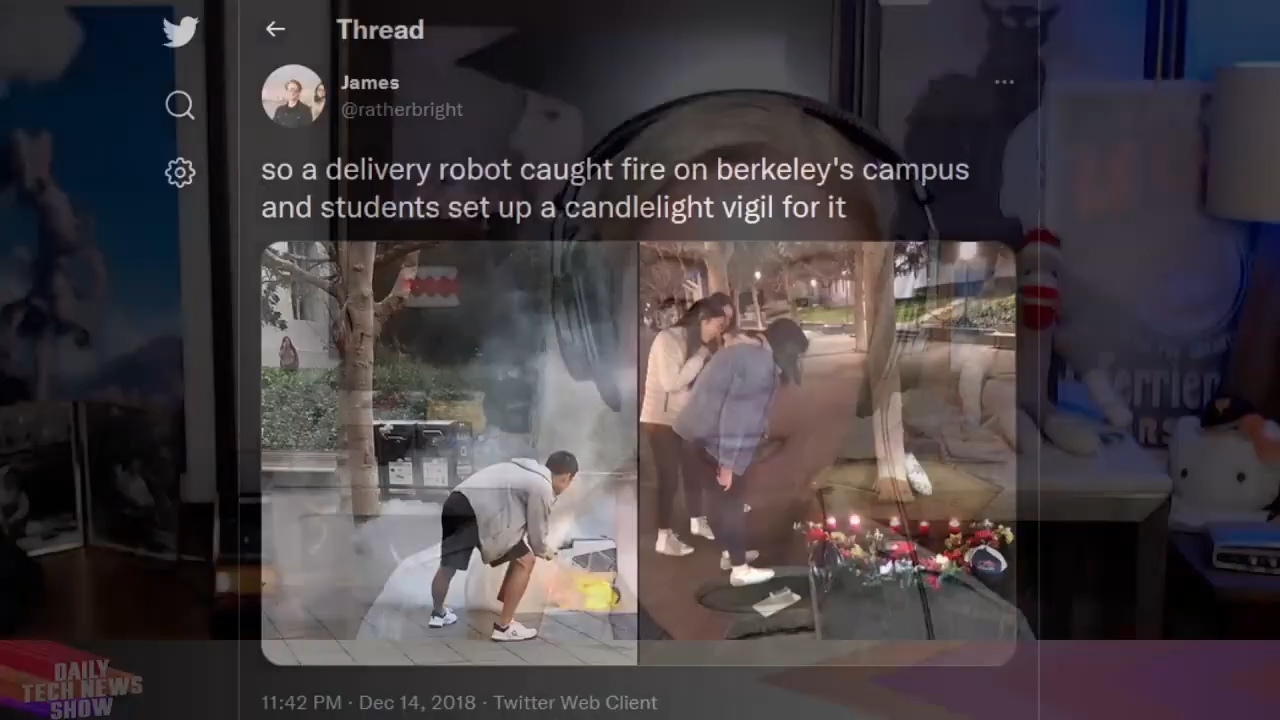 Thread
James
@ratherbright
so a delivery robot caught fire on berkeley's campus
and students set up a candlelight vigil for it
11:42 PM · Dec 14, 2018 · Twitter Web Client
DAILY
TECH NEWS
SHOW